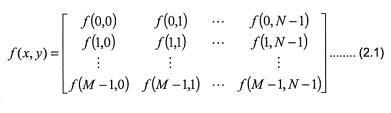 f(0,0) f(0,1) ⋯ f(0,N−1)
f(1,0) f(1,1) ⋯ f(1,N−1)
f(x,y)= ⋮ ⋮ ⋮ ........ (2.1)
f(M−1,0) f(M−1,1) ⋯ f(M−1,N−1)